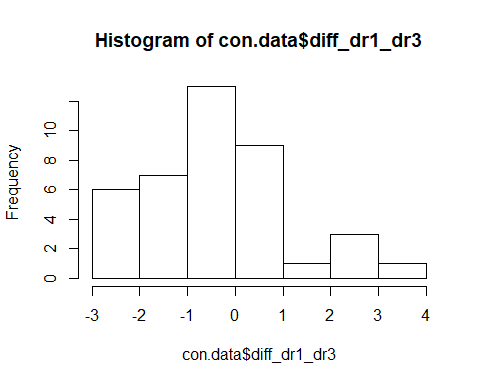 Histogram of con.data$diff_dr1_dr3
Frequency
10
8
6
4
2
0
-3 -2 -1 0 1 2 3 4
con.data$diff_dr1_dr3